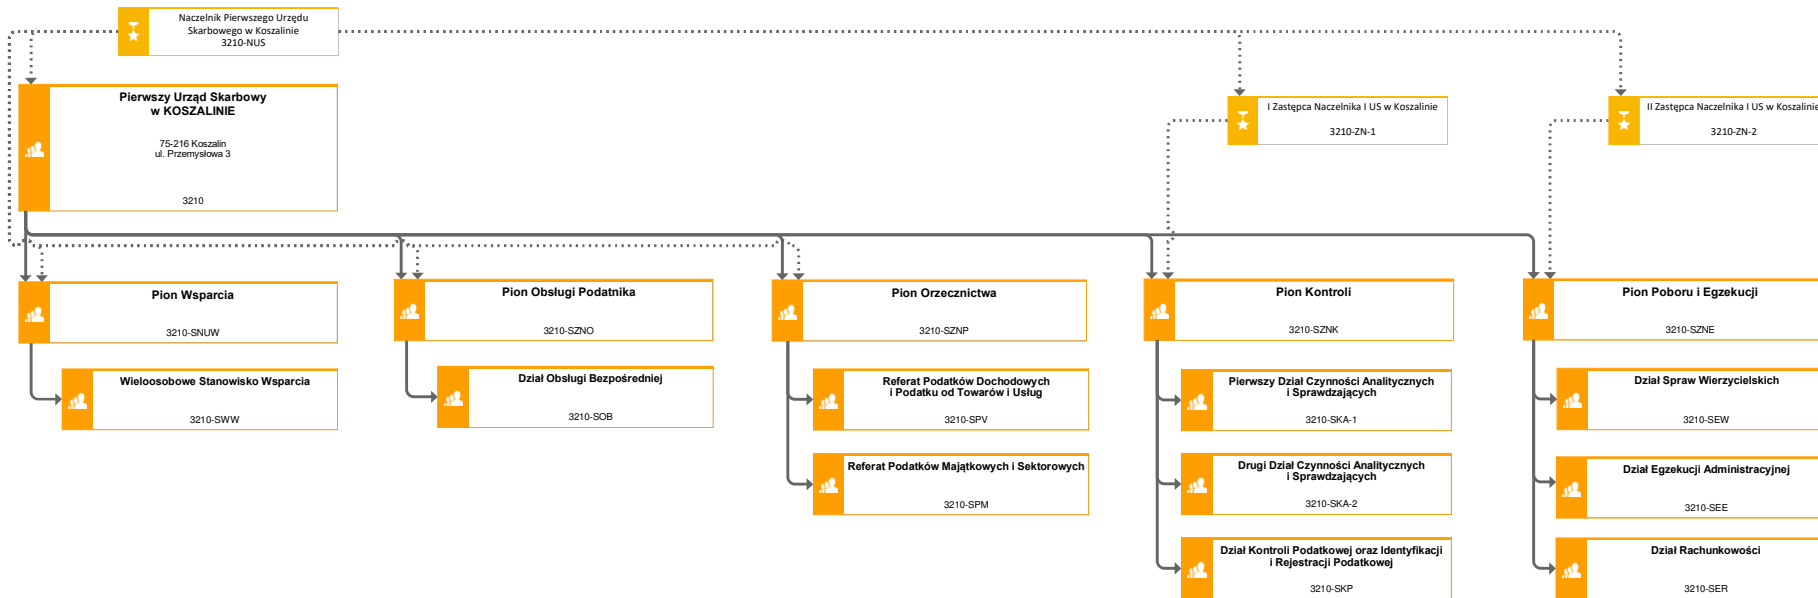 Naczelnik Pierwszego Urzędu
Skarbowego w Koszalinie
3210-NUS
Pierwszy Urząd Skarbowy
w KOSZALINIE
75-216 Koszalin
ul. Przemysłowa 3
3210
I Zastępca Naczelnika I US w Koszalinie
3210-ZN-1
II Zastępca Naczelnika I US w Koszalinie
3210-ZN-2
Pion Wsparcia
3210-SNUW
Wieloosobowe Stanowisko Wsparcia
3210-SWW
Pion Obsługi Podatnika
3210-SZNO
Dział Obsługi Bezpośredniej
3210-SOB
Pion Orzecznictwa
3210-SZNP
Referat Podatków Dochodowych
i Podatku od Towarów i Usług
3210-SPV
Referat Podatków Majątkowych i Sektorowych
3210-SPM
Pion Kontroli
3210-SZNK
Pierwszy Dział Czynności Analitycznych
i Sprawdzających
3210-SKA-1
Drugi Dział Czynności Analitycznych
i Sprawdzających
3210-SKA-2
Dział Kontroli Podatkowej oraz Identyfikacji
i Rejestracji Podatkowej
3210-SKP
Pion Poboru i Egzekucji
3210-SZNE
Dział Spraw Wierzycielskich
3210-SEW
Dział Egzekucji Administracyjnej
3210-SEE
Dział Rachunkowości
3210-SER